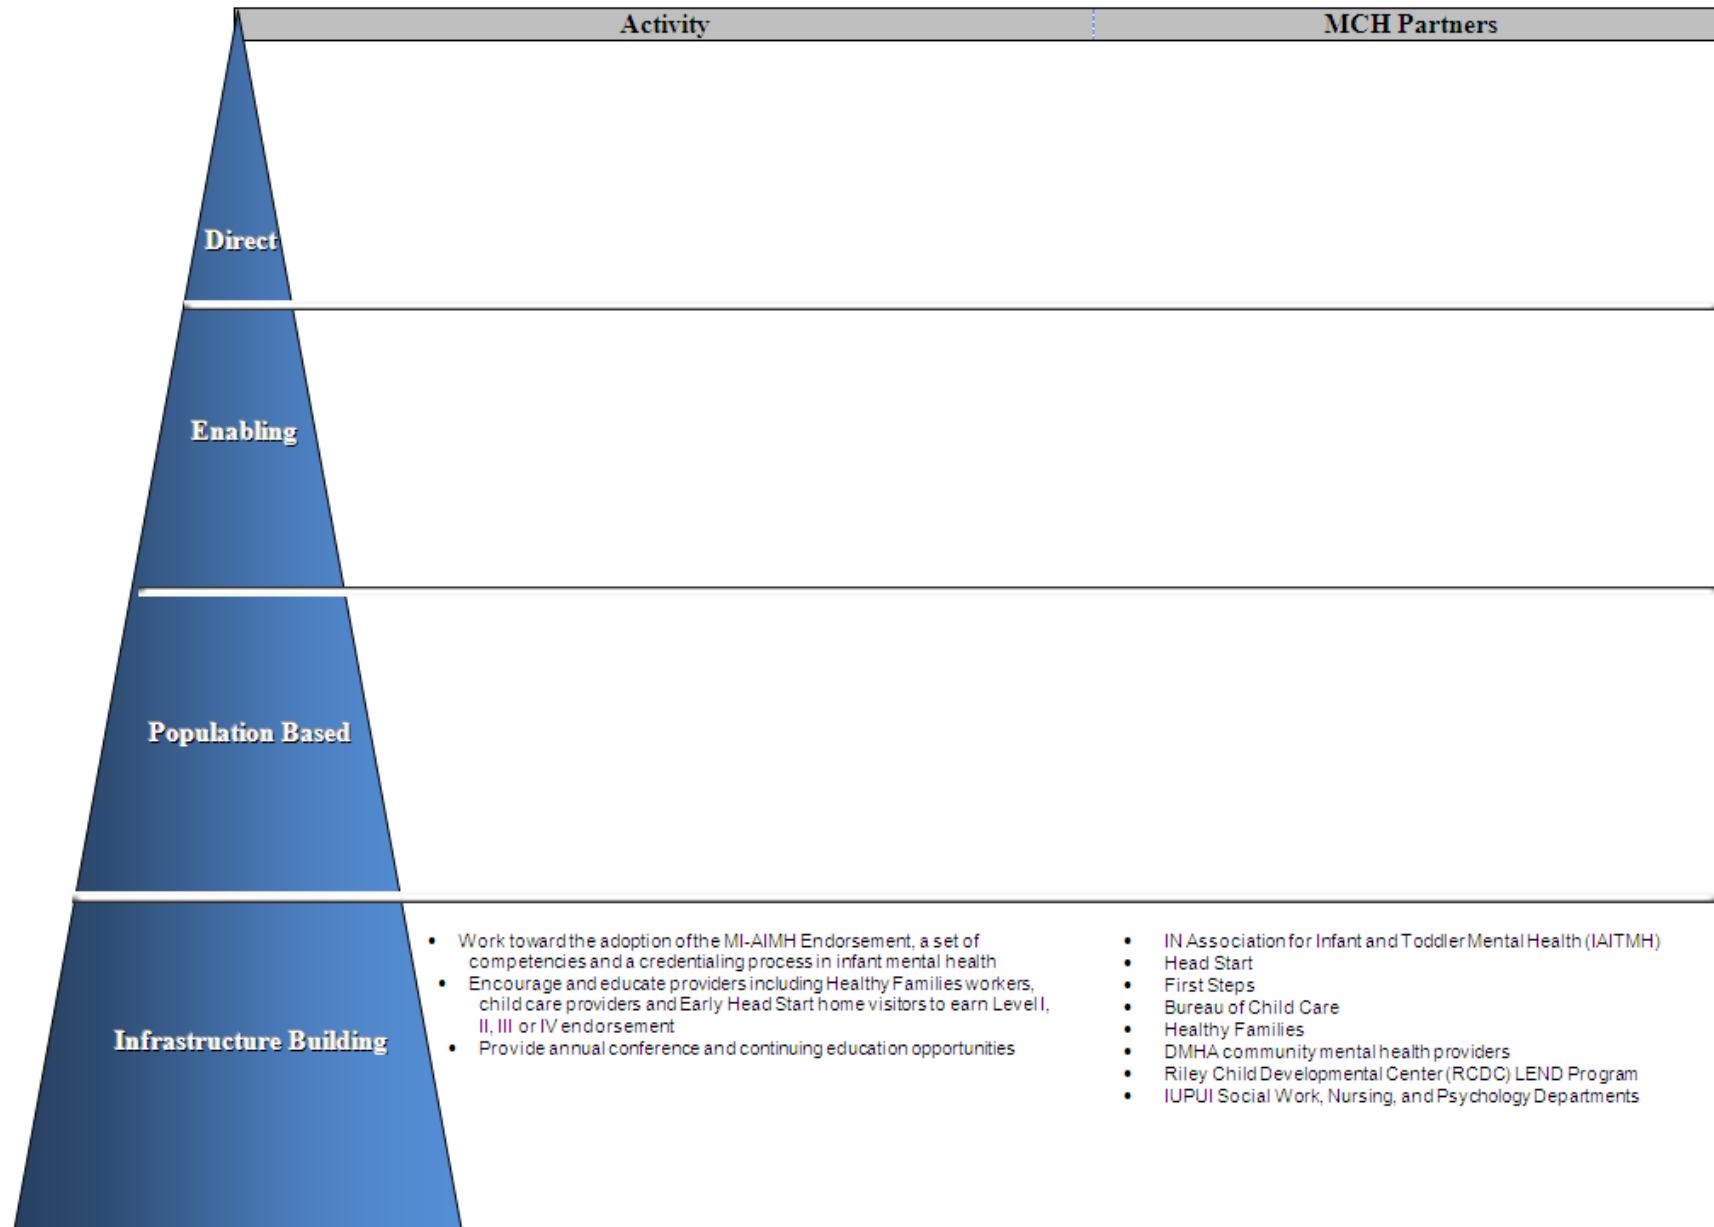 Activity
MCH Partners
Direct
Enabling
Population Based
Infrastructure Building
• Work toward the adoption of the MI-AIMH Endorsement, a set of
competencies and a credentialing process in infant mental health
• Encourage and educate providers including Healthy Families workers,
child care providers and Early Head Start home visitors to earn Level I,
II, III or IV endorsement
• Provide annual conference and continuing education opportunities
• IN Association for Infant and Toddler Mental Health (IAITMH)
• Head Start
• First Steps
• Bureau of Child Care
• Healthy Families
• DMHA community mental health providers
• Riley Child Developmental Center (RCDC) LEND Program
• IUPUI Social Work, Nursing, and Psychology Departments